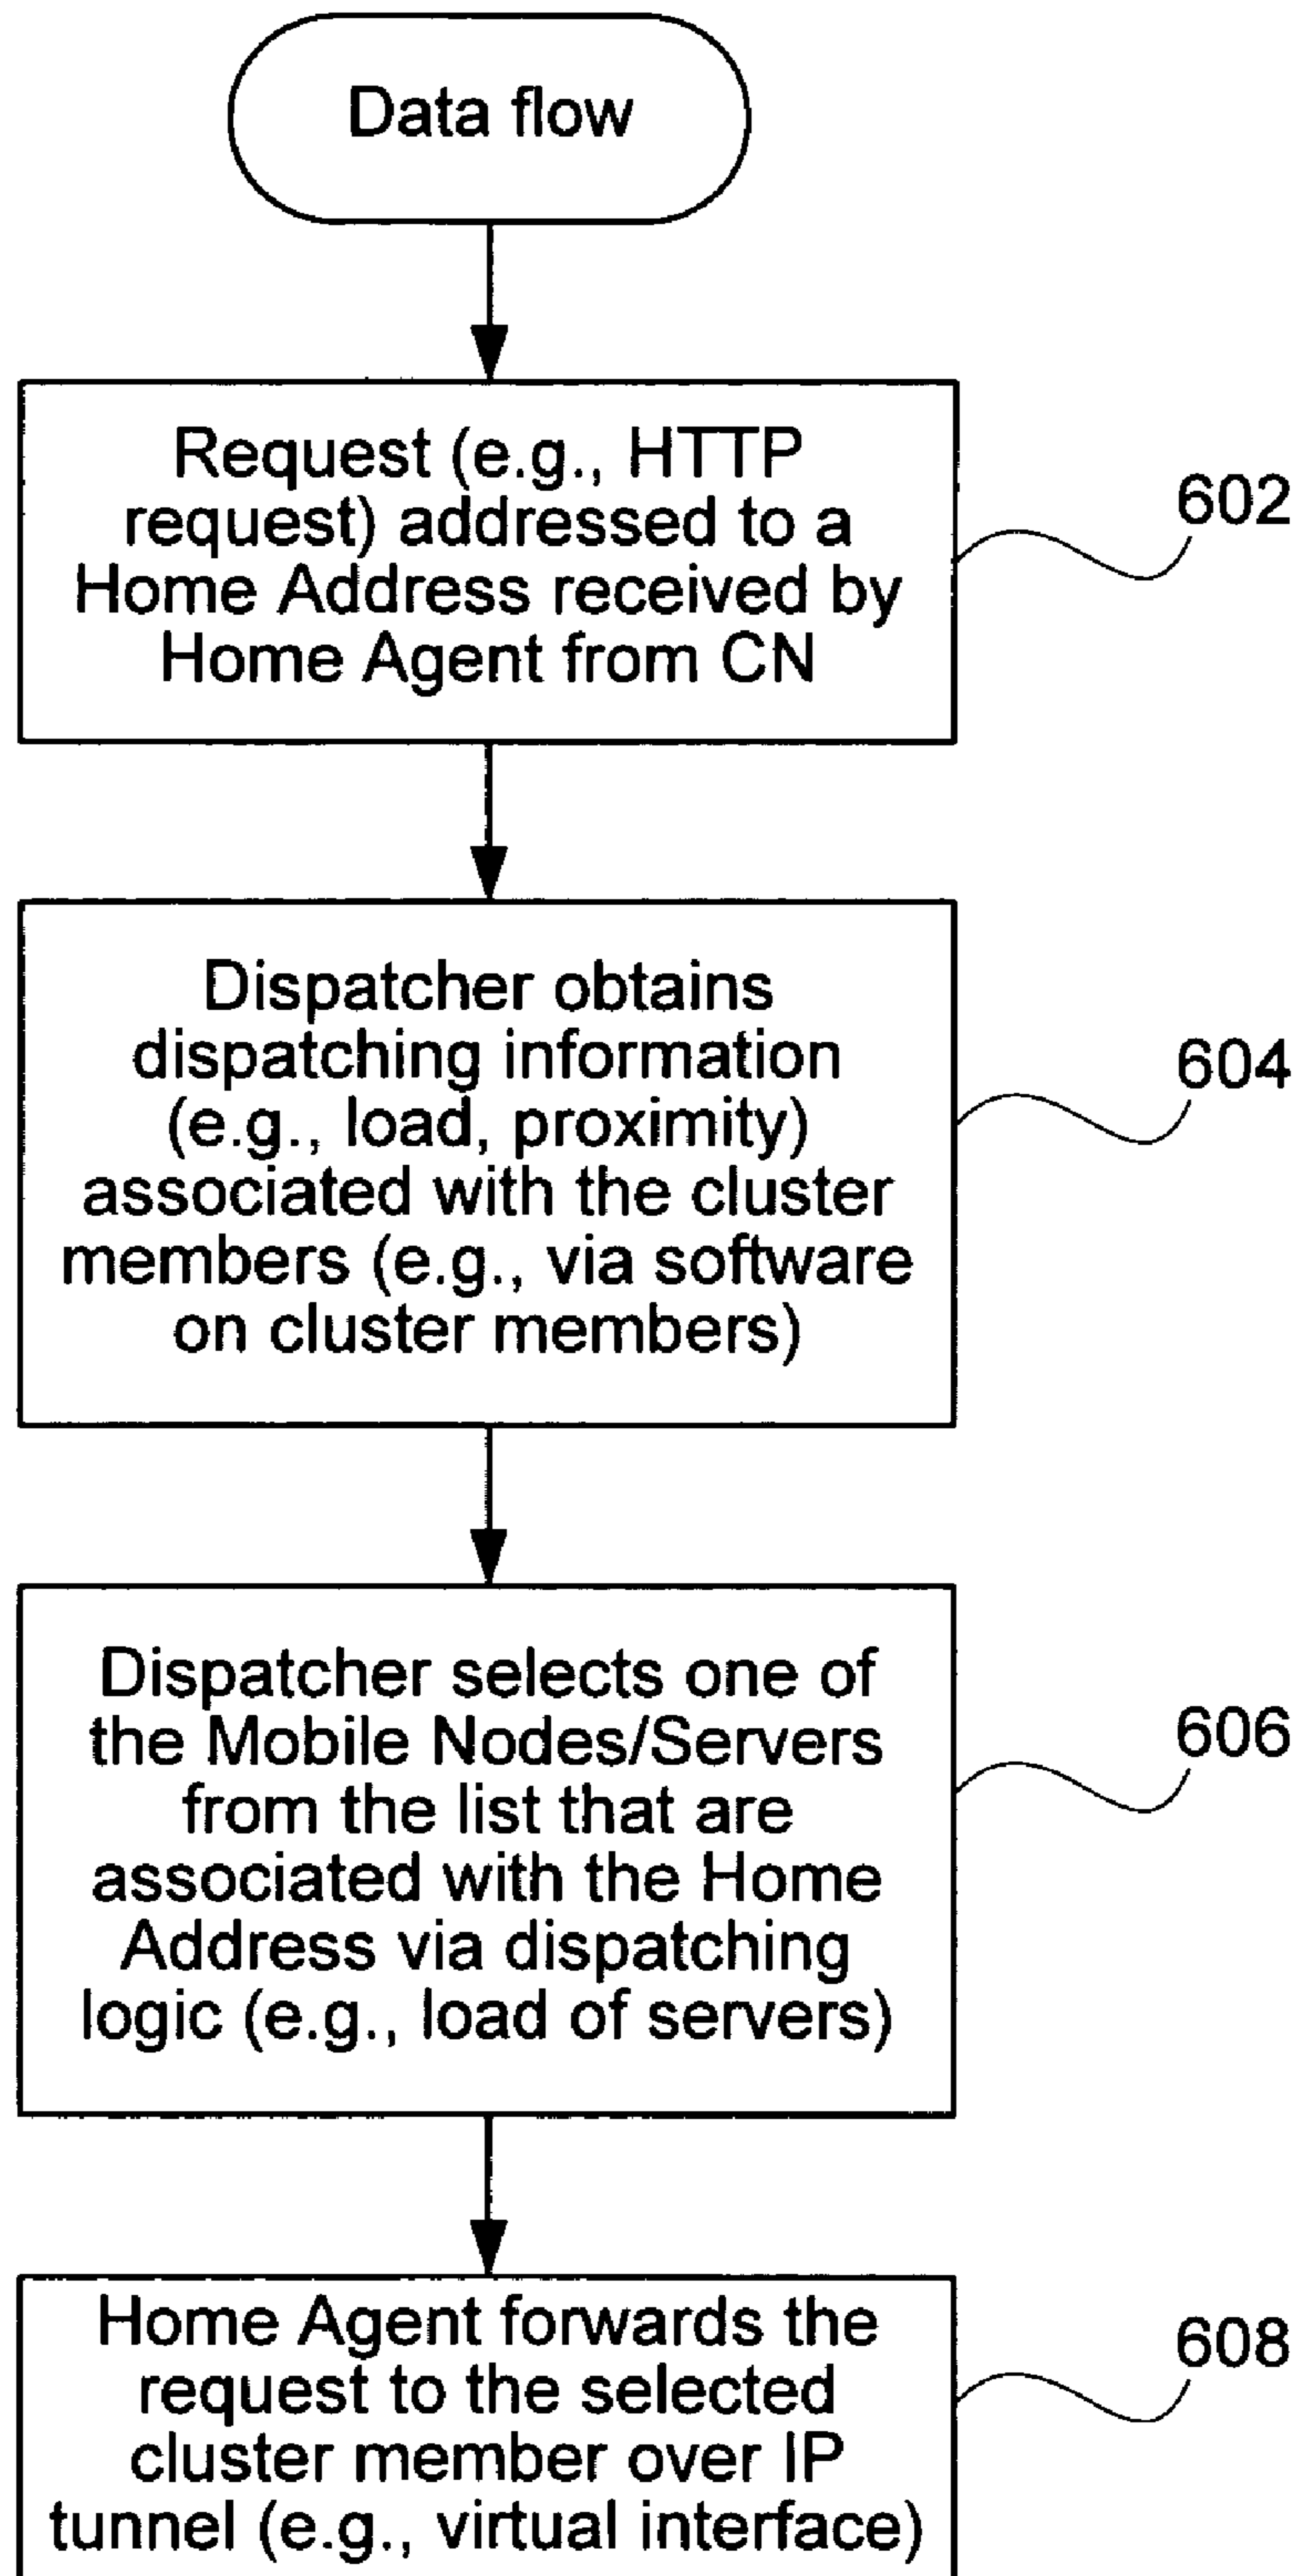 Data flow
Request (e.g., HTTP
request) addressed to a
Home Address received by
Home Agent from CN
602
Dispatcher obtains
dispatching information
(e.g., load, proximity)
associated with the cluster
members (e.g., via software
on cluster members)
604
Dispatcher selects one of
the Mobile Nodes/Servers
from the list that are
associated with the Home
Address via dispatching
logic (e.g., load of servers)
606
Home Agent forwards the
request to the selected
cluster member over IP
tunnel (e.g., virtual interface)
608